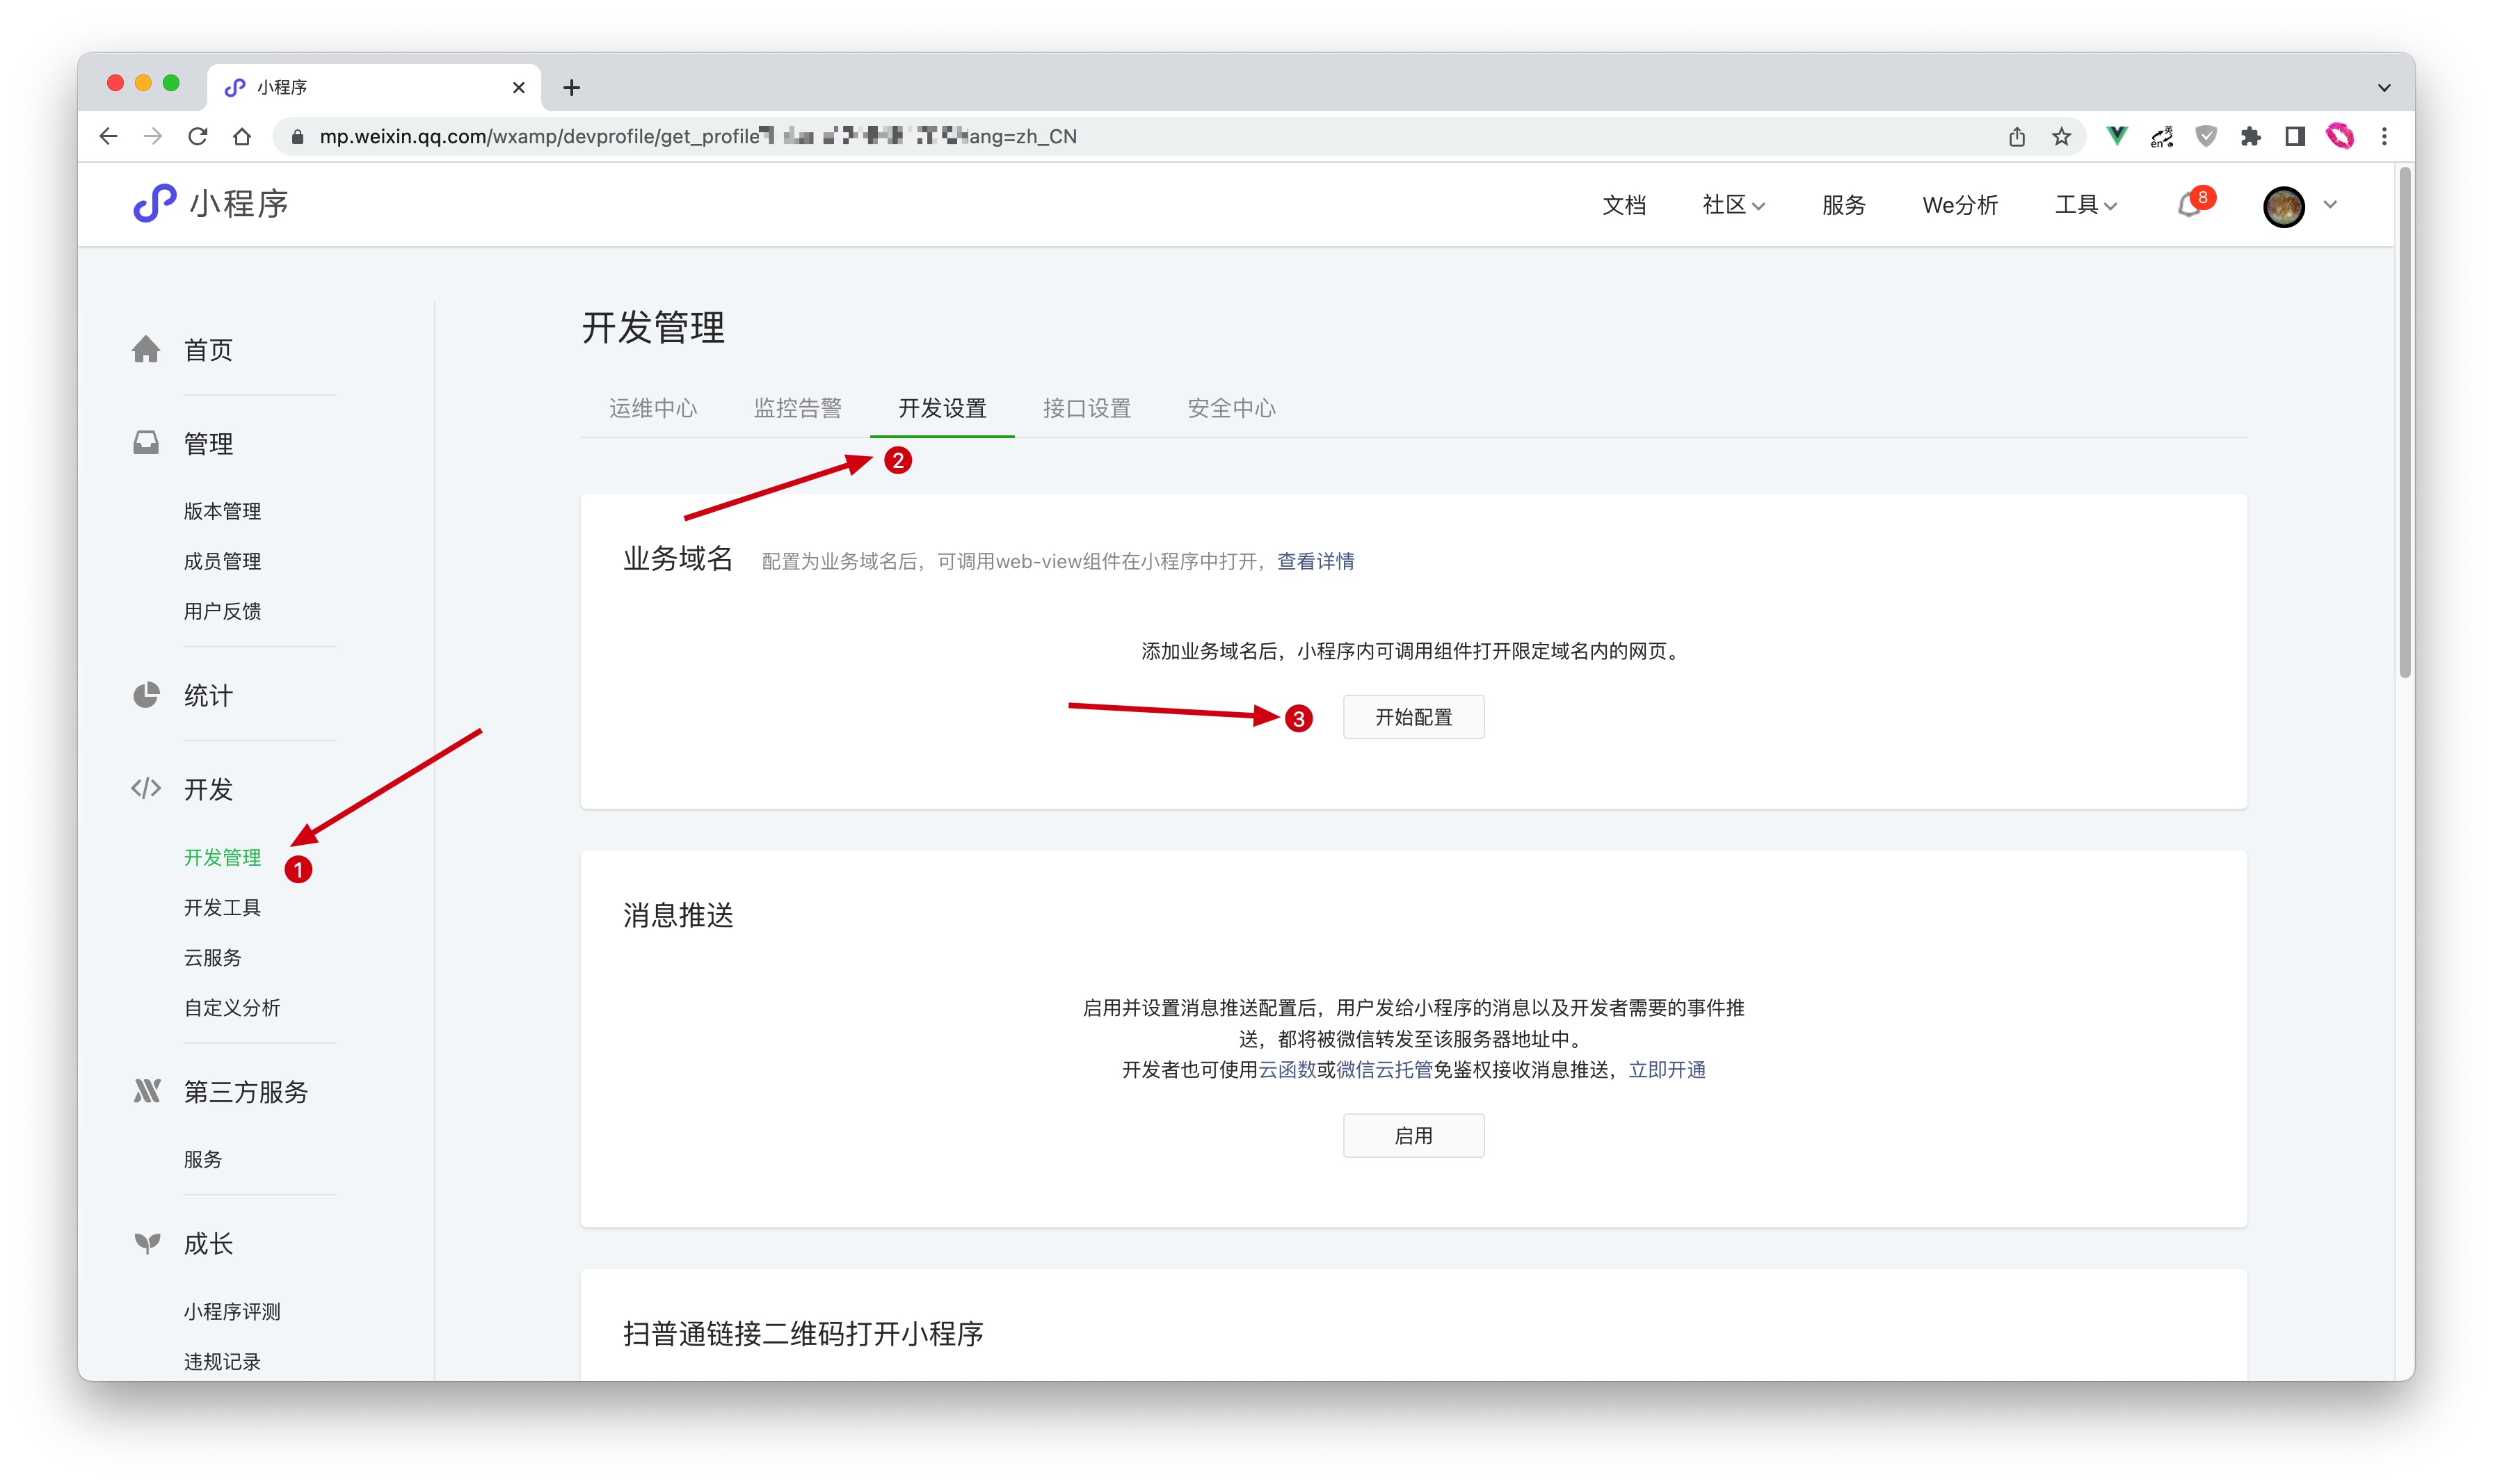 小程序
mp.weixin.qq.com/wxamp/devprofile/get_profile
ang=zh_CN
英
en
小程序
文档
社区
服务
We分析
工具
8
首页
管理
版本管理
成员管理
用户反馈
统计
开发
开发管理
1
开发工具
云服务
自定义分析
第三方服务
服务
成长
小程序评测
违规记录
开发管理
运维中心
监控告警
开发设置
接口设置
安全中心
2
业务域名
配置为业务域名后，可调用web-view组件在小程序中打开，查看详情
添加业务域名后，小程序内可调用组件打开限定域名内的网页。
3
开始配置
消息推送
启用并设置消息推送配置后，用户发给小程序的消息以及开发者需要的事件推
送，都将被微信转发至该服务器地址中。
开发者也可使用云函数或微信云托管免鉴权接收消息推送，立即开通
启用
扫普通链接二维码打开小程序